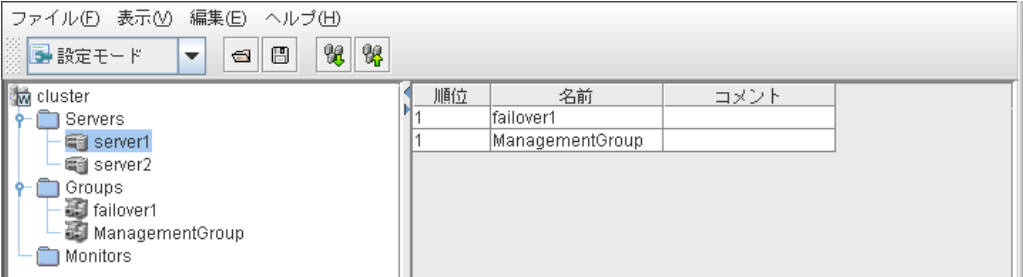 ファイル(F) 表示(V) 編集(E) ヘルプ(H)
設定モード
cluster
Servers
server1
server2
Groups
failover1
ManagementGroup
Monitors
順位 名前 コメント
1 failover1
1 ManagementGroup